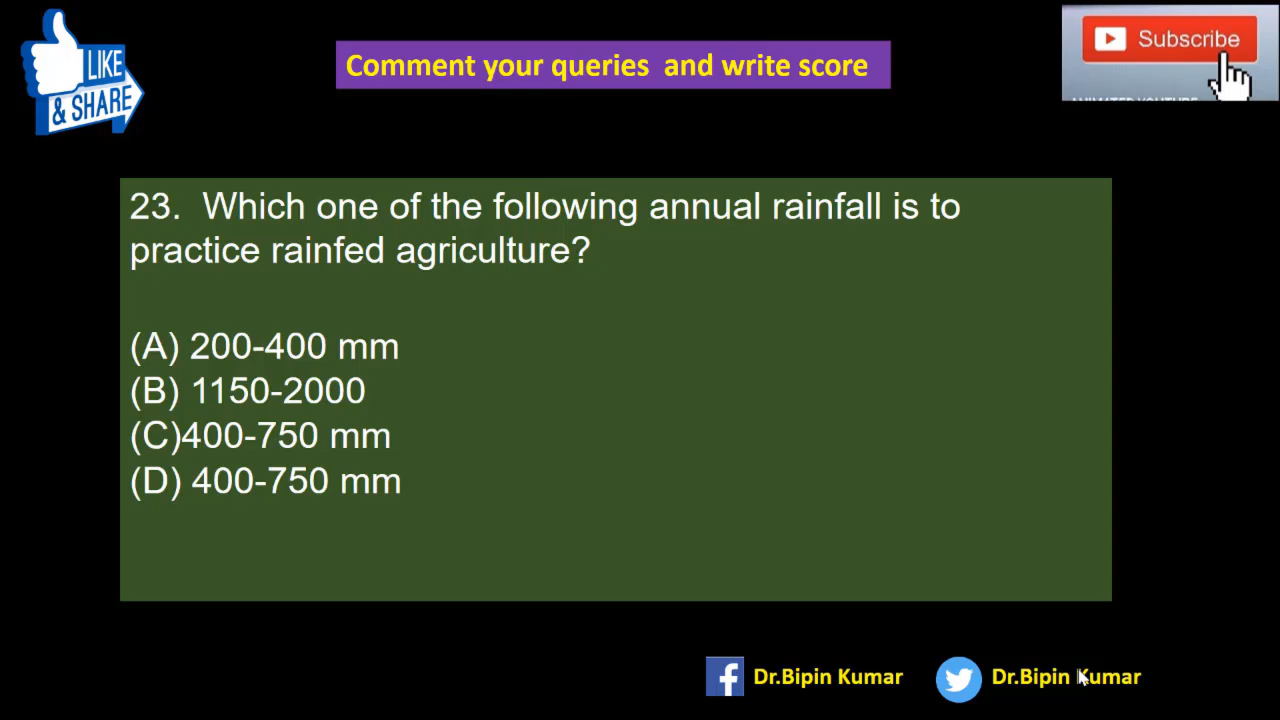 LIKE
& SHARE
Comment your queries  and write score
Subscribe
23.  Which one of the following annual rainfall is to
practice rainfed agriculture?
(A) 200-400 mm
(B) 1150-2000
(C)400-750 mm
(D) 400-750 mm
Dr.Bipin Kumar
Dr.Bipin Kumar